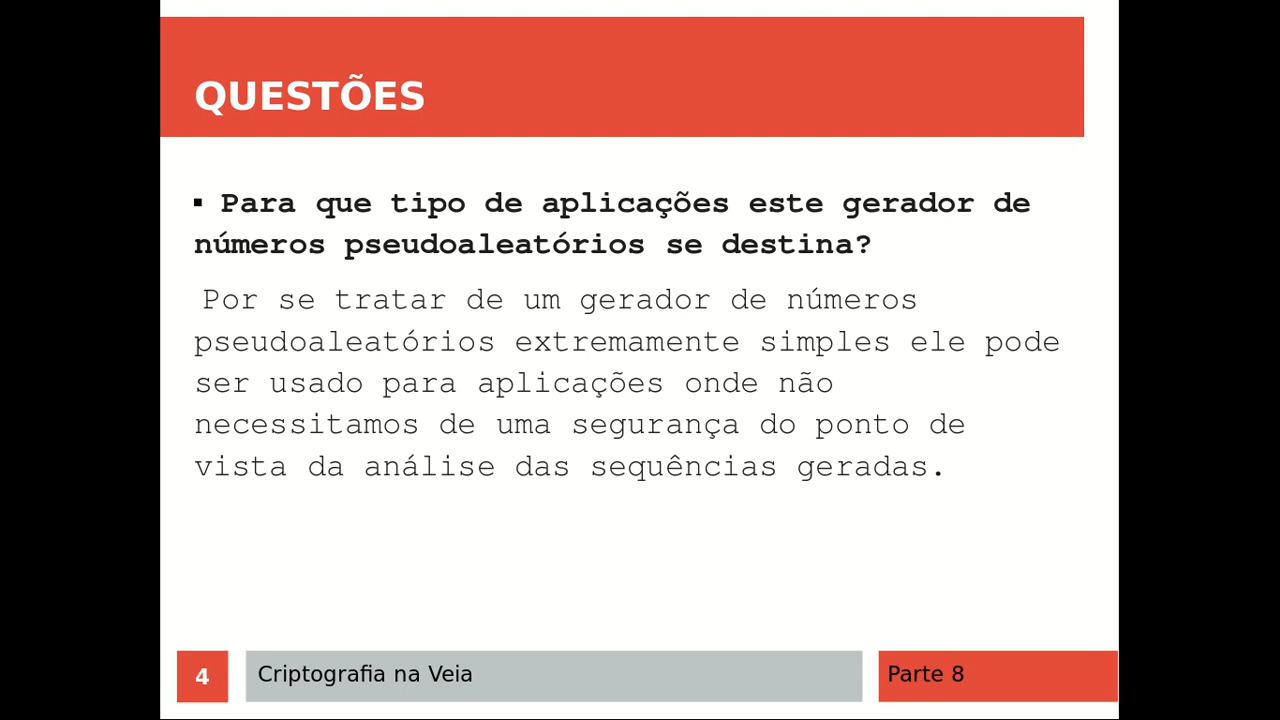 QUESTÕES
▪ Para que tipo de aplicações este gerador de
números pseudoaleatórios se destina?
Por se tratar de um gerador de números
pseudoaleatórios extremamente simples ele pode
ser usado para aplicações onde não
necessitamos de uma segurança do ponto de
vista da análise das sequências geradas.
4
Criptografia na Veia
Parte 8